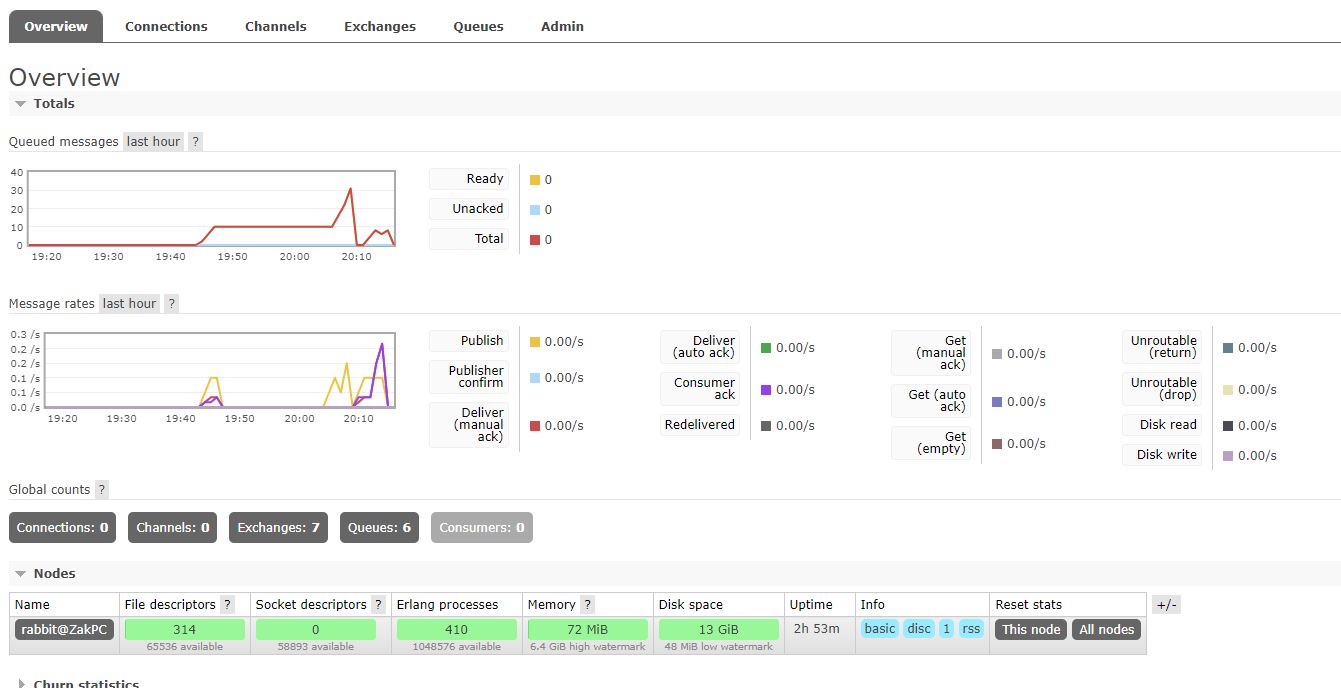 Overview Connections Channels Exchanges Queues Admin
Overview
Totals
Queued messages last hour ?
40
30
20
10
0
19:20 19:30 19:40 19:50 20:00 20:10
Ready 0
Unacked 0
Total 0
Message rates last hour ?
0.3 /s
0.2 /s
0.2 /s
0.1 /s
0.1 /s
0.0 /s
19:20 19:30 19:40 19:50 20:00 20:10
Publish 0.00/s
Publisher
confirm 0.00/s
Deliver
(manual
ack) 0.00/s
Deliver
(auto ack) 0.00/s
Consumer
ack 0.00/s
Redelivered 0.00/s
Get
(manual
ack) 0.00/s
Get (auto
ack) 0.00/s
Get
(empty) 0.00/s
Unroutable
(return) 0.00/s
Unroutable
(drop) 0.00/s
Disk read 0.00/s
Disk write 0.00/s
Global counts ?
Connections: 0 Channels: 0 Exchanges: 7 Queues: 6 Consumers: 0
Nodes
Name File descriptors ? Socket descriptors ? Erlang processes Memory ? Disk space Uptime Info Reset stats +/-
rabbit@ZakPC 314 0 410 72 MiB 13 GiB 2h 53m basic disc 1 rss This node All nodes
65536 available 58893 available 1048576 available 6.4 GiB high watermark 48 MiB low watermark
Churn statistics